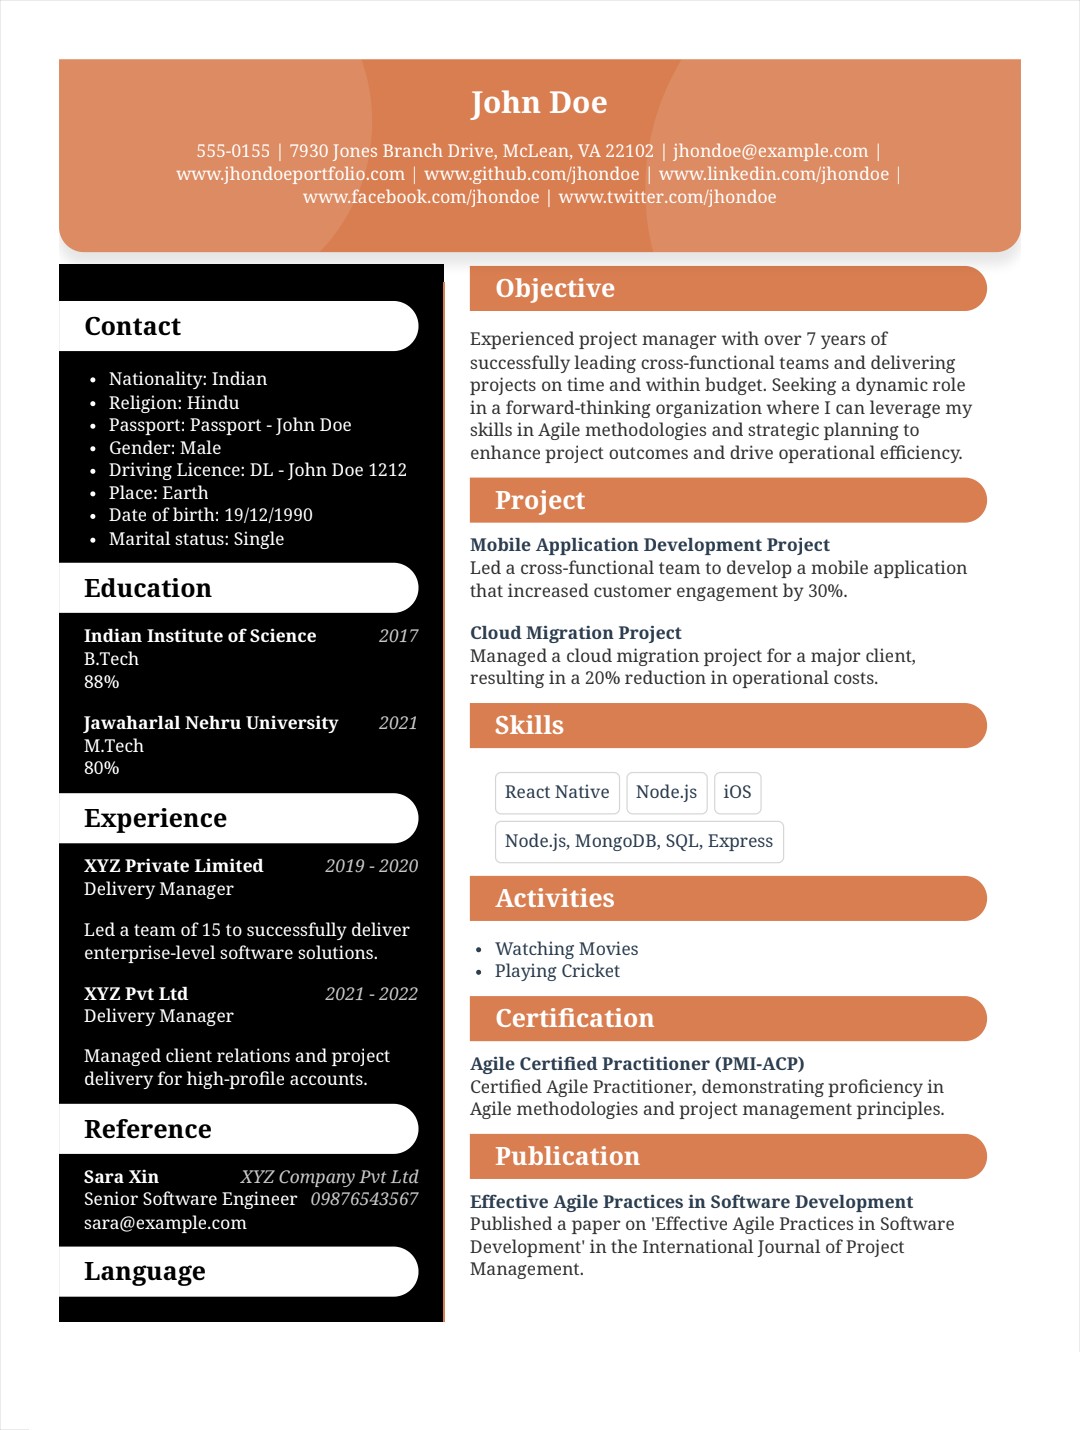 John Doe
555-0155 | 7930 Jones Branch Drive, McLean, VA 22102 | jhondoe@example.com |
www.jhondoeportfolio.com | www.github.com/jhondoe | www.linkedin.com/jhondoe |
www.facebook.com/jhondoe | www.twitter.com/jhondoe
Contact
• Nationality: Indian
• Religion: Hindu
• Passport: Passport - John Doe
• Gender: Male
• Driving Licence: DL - John Doe 1212
• Place: Earth
• Date of birth: 19/12/1990
• Marital status: Single
Education
Indian Institute of Science 2017
B.Tech
88%
Jawaharlal Nehru University 2021
M.Tech
80%
Experience
XYZ Private Limited 2019 - 2020
Delivery Manager
Led a team of 15 to successfully deliver
enterprise-level software solutions.
XYZ Pvt Ltd 2021 - 2022
Delivery Manager
Managed client relations and project
delivery for high-profile accounts.
Reference
Sara Xin XYZ Company Pvt Ltd
Senior Software Engineer 09876543567
sara@example.com
Language
Objective
Experienced project manager with over 7 years of
successfully leading cross-functional teams and delivering
projects on time and within budget. Seeking a dynamic role
in a forward-thinking organization where I can leverage my
skills in Agile methodologies and strategic planning to
enhance project outcomes and drive operational efficiency.
Project
Mobile Application Development Project
Led a cross-functional team to develop a mobile application
that increased customer engagement by 30%.
Cloud Migration Project
Managed a cloud migration project for a major client,
resulting in a 20% reduction in operational costs.
Skills
React Native Node.js iOS
Node.js, MongoDB, SQL, Express
Activities
• Watching Movies
• Playing Cricket
Certification
Agile Certified Practitioner (PMI-ACP)
Certified Agile Practitioner, demonstrating proficiency in
Agile methodologies and project management principles.
Publication
Effective Agile Practices in Software Development
Published a paper on 'Effective Agile Practices in Software
Development' in the International Journal of Project
Management.